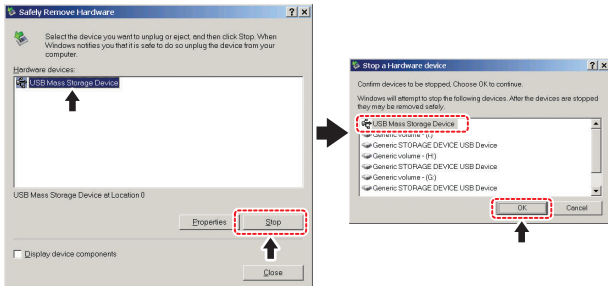 Safely Remove Hardware
Select the device you want to unplug or eject, and then click Stop. When
Windows notifies you that it is safe to do so unplug the device from your
computer.
Hardware devices:
USB Mass Storage Device
USB Mass Storage Device at Location 0
Properties
Stop
Display device components
Close
Stop a Hardware device
Confirm devices to be stopped, Choose OK to continue.
Windows will attempt to stop the following devices. After the devices are stopped
they may be removed safely.
USB Mass Storage Device
Generic volume - (I:)
Generic STORAGE DEVICE USB Device
Generic volume - (H:)
Generic STORAGE DEVICE USB Device
Generic volume - (G:)
Generic STORAGE DEVICE USB Device
OK
Cancel